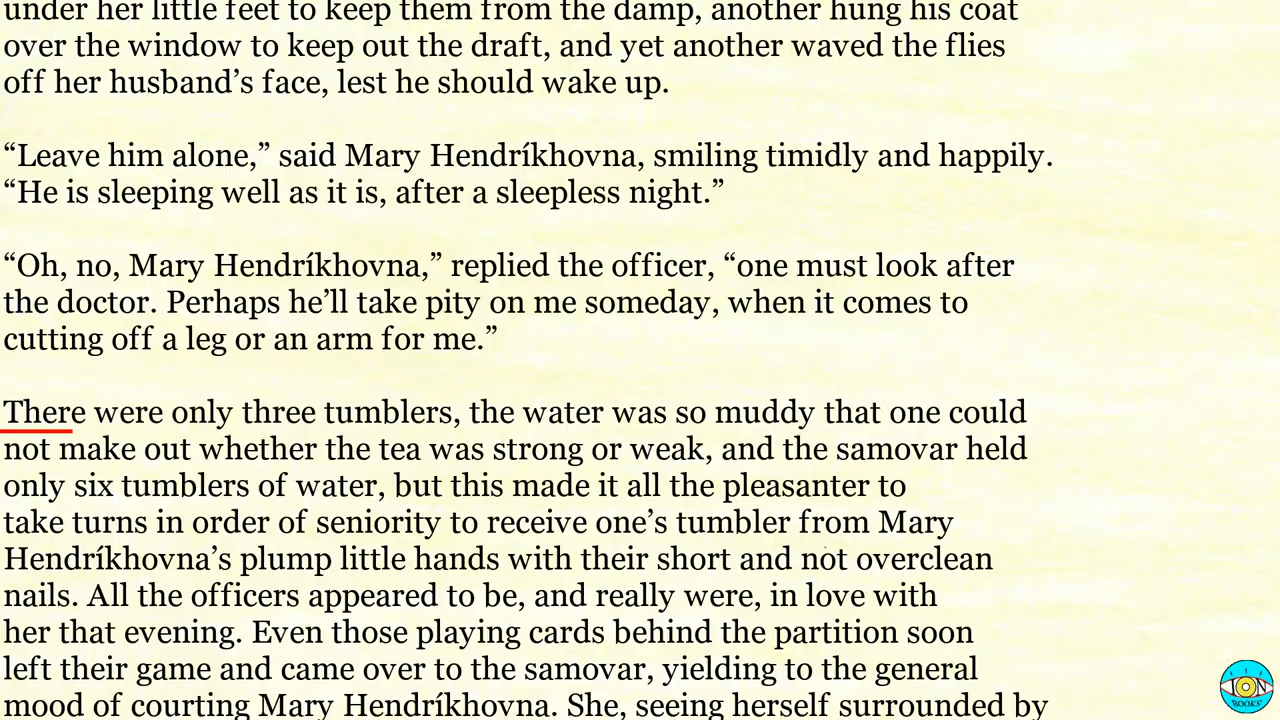 under her little feet to keep them from the damp, another hung his coat
over the window to keep out the draft, and yet another waved the flies
off her husband’s face, lest he should wake up.
“Leave him alone,” said Mary Hendríkhovna, smiling timidly and happily.
“He is sleeping well as it is, after a sleepless night.”
“Oh, no, Mary Hendríkhovna,” replied the officer, “one must look after
the doctor. Perhaps he’ll take pity on me someday, when it comes to
cutting off a leg or an arm for me.”
There were only three tumblers, the water was so muddy that one could
not make out whether the tea was strong or weak, and the samovar held
only six tumblers of water, but this made it all the pleasanter to
take turns in order of seniority to receive one’s tumbler from Mary
Hendríkhovna’s plump little hands with their short and not overclean
nails. All the officers appeared to be, and really were, in love with
her that evening. Even those playing cards behind the partition soon
left their game and came over to the samovar, yielding to the general
mood of courting Mary Hendríkhovna. She, seeing herself surrounded by
ION
BOOKS